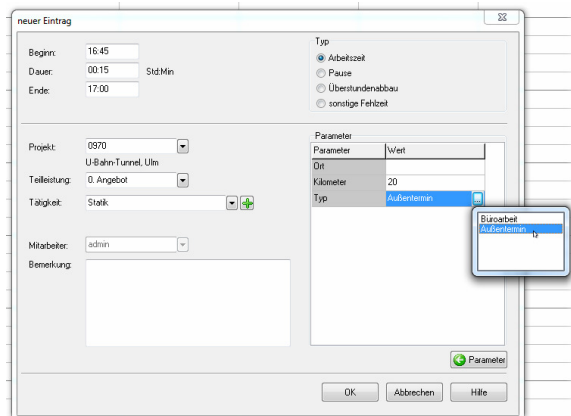 neuer Eintrag
Beginn: 16:45
Dauer: 00:15 Std:Min
Ende: 17:00
Typ
Arbeitszeit
Pause
Überstundenabbau
sonstige Fehlzeit
Projekt: 0970
U-Bahn-Tunnel, Ulm
Teilleistung: 0. Angebot
Tätigkeit: Statik
Mitarbeiter: admin
Bemerkung:
Parameter
Parameter Wert
Ort
Kilometer 20
Typ Außentermin ...
Büroarbeit
Außentermin
Parameter
OK Abbrechen Hilfe